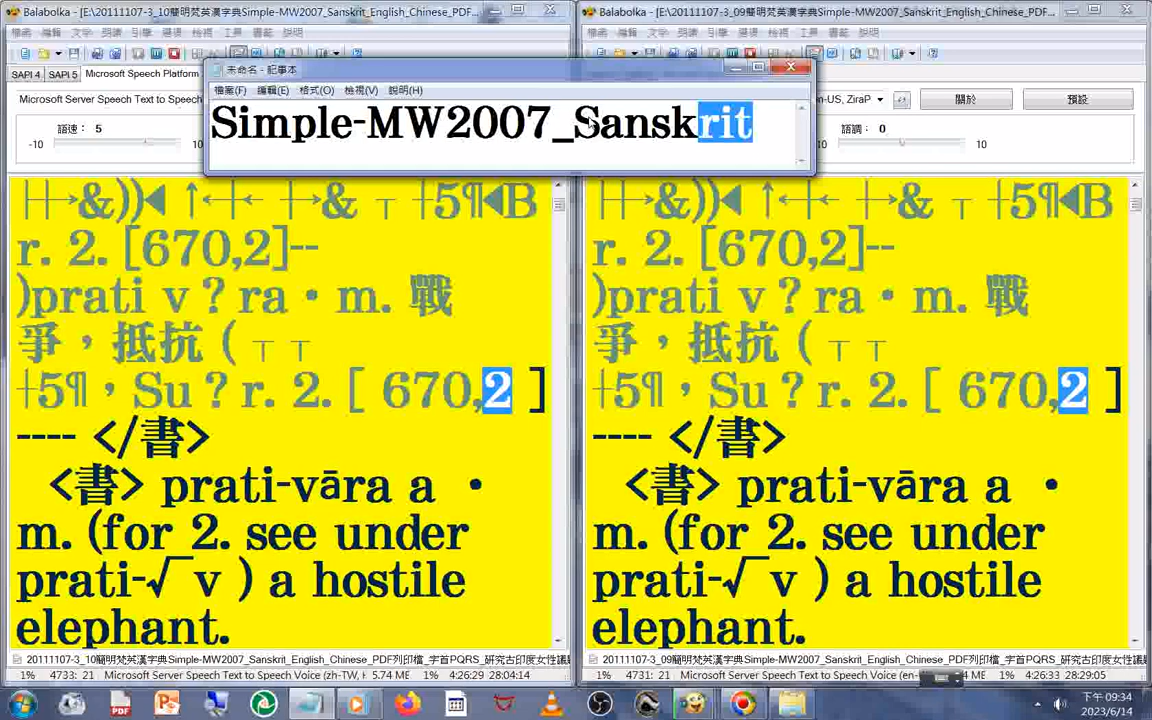 Balabolka - [E:\20111107-3_10簡明梵英漢字典Simple-MW2007_Sanskrit_English_Chinese_PDF...
Balabolka - [E:\20111107-3_09簡明梵英漢字典Simple-MW2007_Sanskrit_English_Chinese_PDF...
SAPI 4 SAPI 5 Microsoft Speech Platform
未命名 - 記事本
檔案(F) 編輯(E) 格式(O) 檢視(V) 說明(H)
Simple-MW2007_Sanskrit
Microsoft Server Speech Text to Speech
en-US, ZiraP
關於
預設
語速： 5
-10 10
語調： 0
10
├├→&))◀ ↑├┼├ ├→& ┬ ┼5¶◀B
r. 2. [670,2]--
)prati v ? ra • m. 戰
爭，抵抗 ( ┬ ┬
┼5¶，Su ? r. 2. [ 670,2 ]
---- </書>
<書> prati-vāra a •
m. (for 2. see under
prati-√ v ) a hostile
elephant.
├├→&))◀ ↑├┼├ ├→& ┬ ┼5¶◀B
r. 2. [670,2]--
)prati v ? ra • m. 戰
爭，抵抗 ( ┬ ┬
┼5¶，Su ? r. 2. [ 670,2 ]
---- </書>
<書> prati-vāra a •
m. (for 2. see under
prati-√ v ) a hostile
elephant.
20111107-3_10簡明梵英漢字典Simple-MW2007_Sanskrit_English_Chinese_PDF列印檔_字首PQRS_研究古印度女性議
20111107-3_09簡明梵英漢字典Simple-MW2007_Sanskrit_English_Chinese_PDF列印檔_字首PQRS_研究古印度女性議
1% 4733: 21 Microsoft Server Speech Text to Speech Voice (zh-TW, H 5.74 ME 4:26:29 28:04:14
1% 4731: 21 Microsoft Server Speech Text to Speech Voice (en- 4:26:33 28:29:05
下午 09:34
2023/6/14